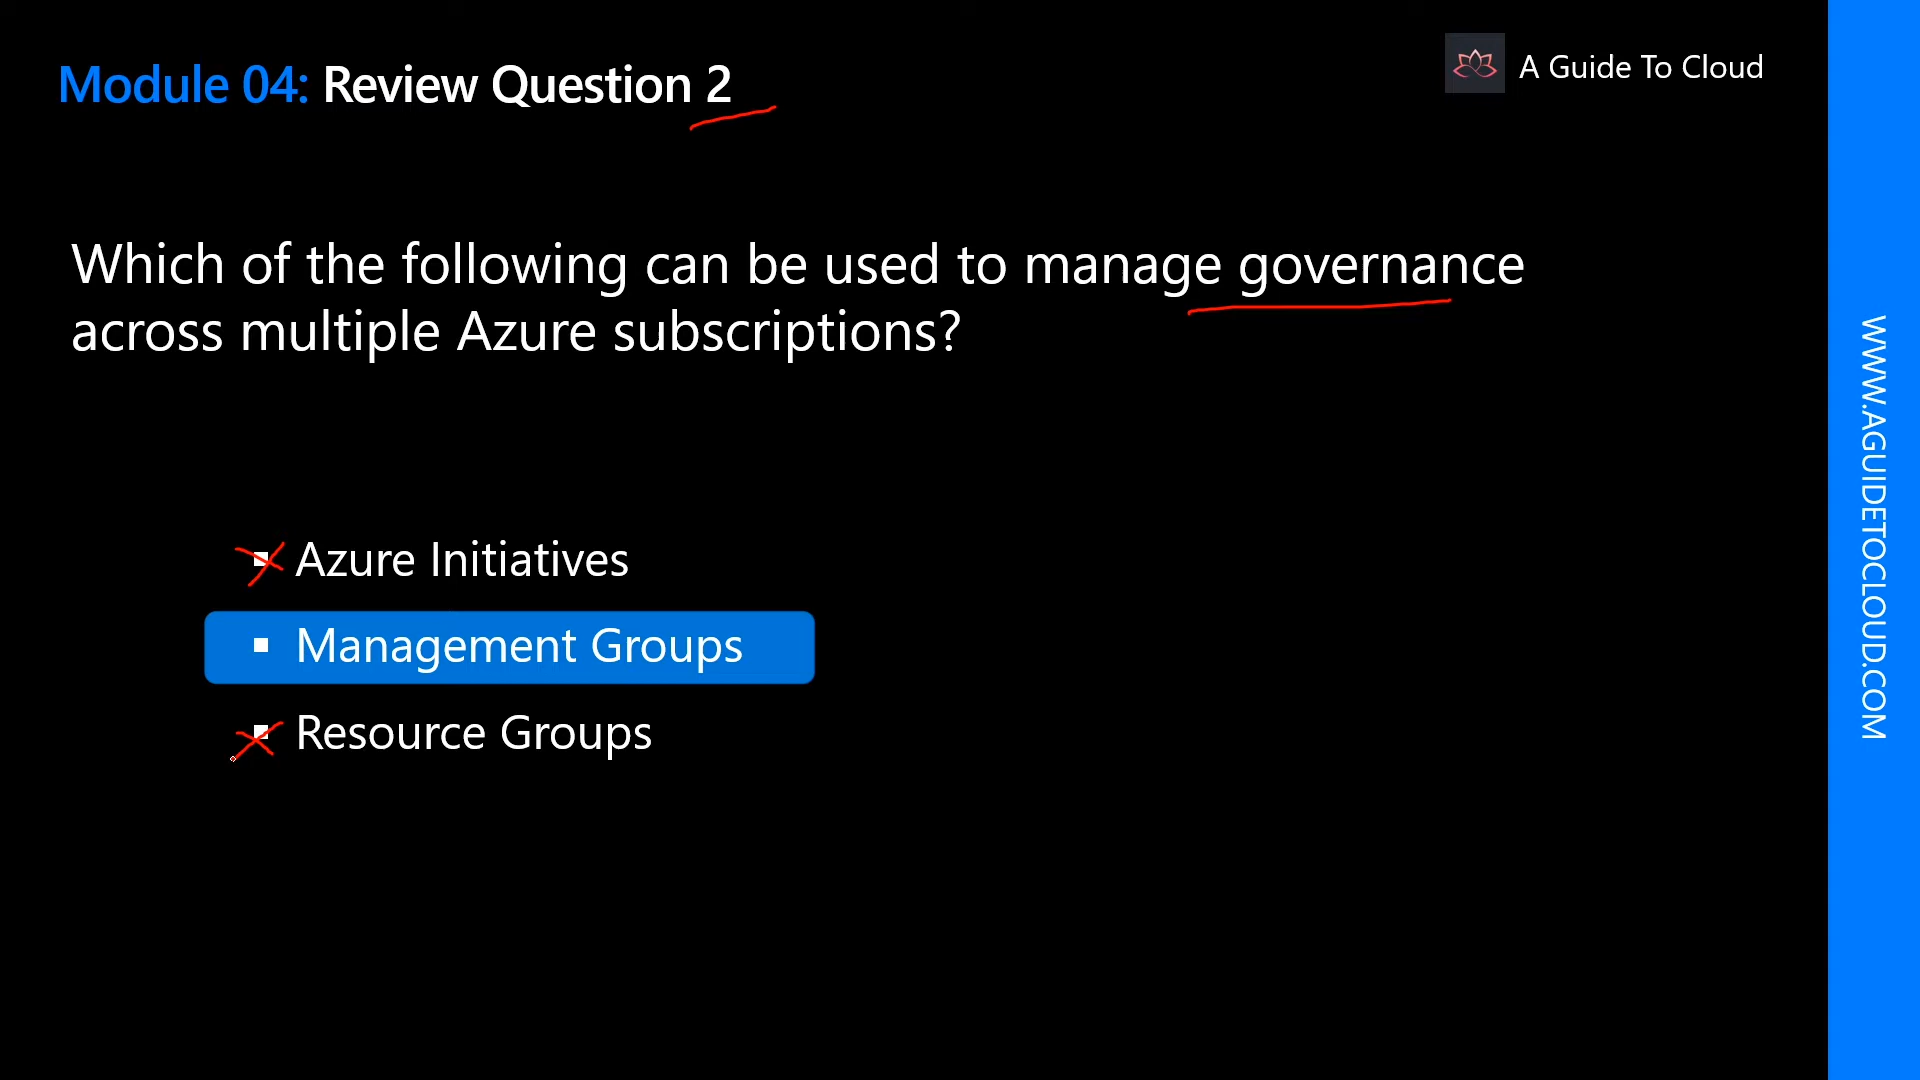 Module 04: Review Question 2
A Guide To Cloud
Which of the following can be used to manage governance
across multiple Azure subscriptions?
▪ Azure Initiatives
▪ Management Groups
▪ Resource Groups
WWW.AGUIDETOCLOUD.COM